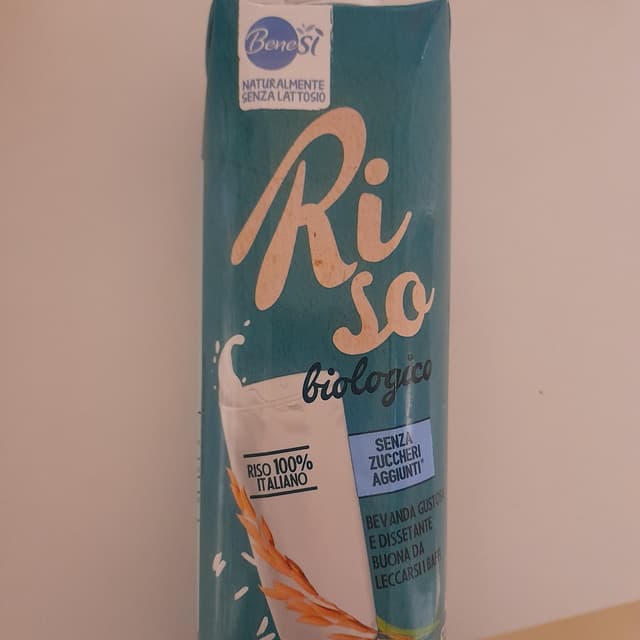 BeneSì
NATURALMENTE
SENZA LATTOSIO
Ri
so
biologico
RISO 100%
ITALIANO
SENZA
ZUCCHERI
AGGIUNTI*
BEVANDA GUSTOSA
E DISSETANTE
BUONA DA
LECCARSI I BAFFI